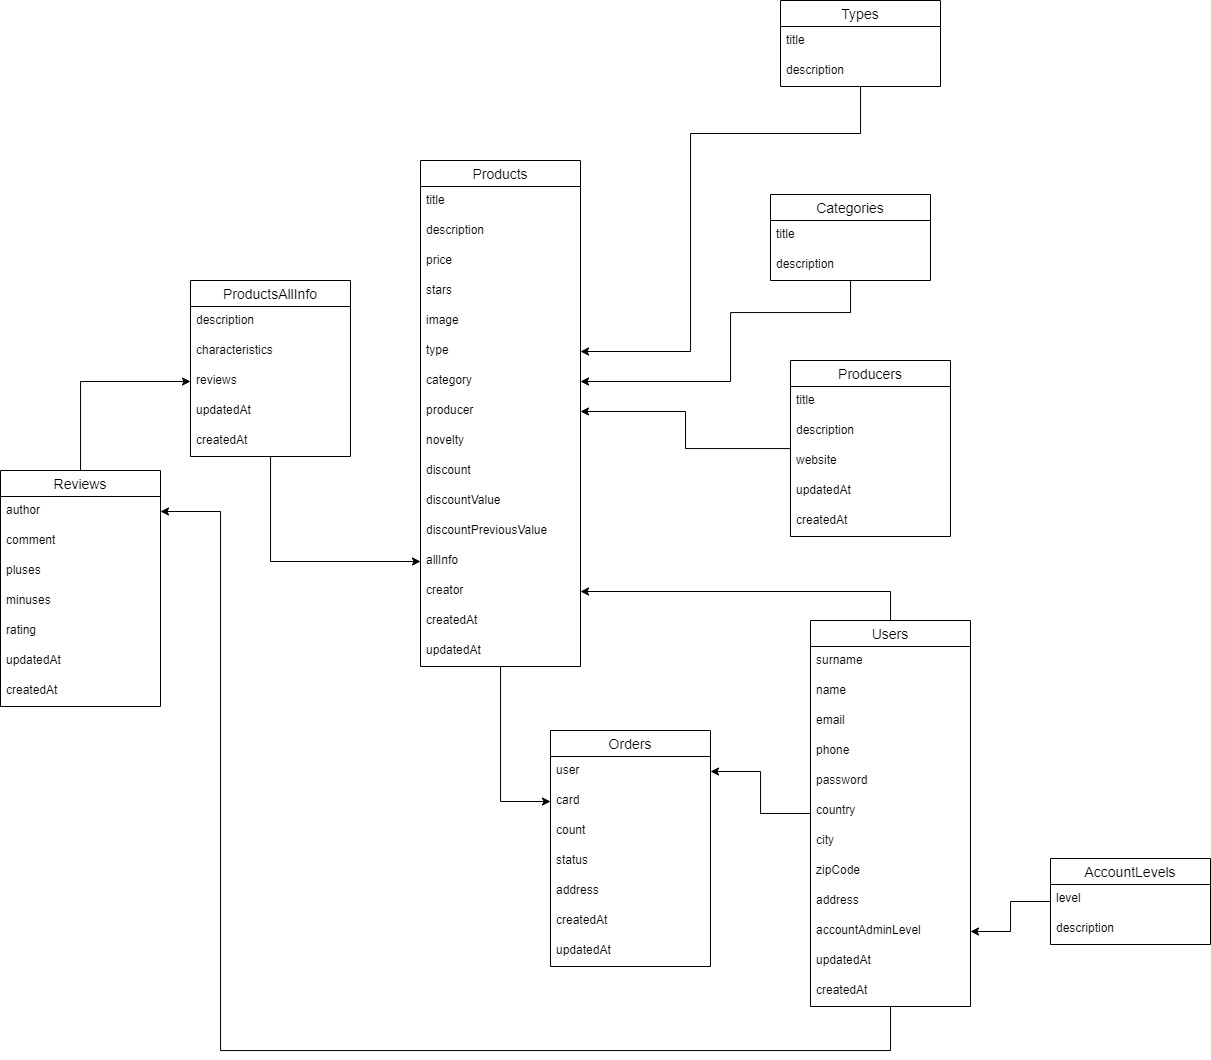 Types
title
description
Products
title
description
price
stars
image
type
category
producer
novelty
discount
discountValue
discountPreviousValue
allInfo
creator
createdAt
updatedAt
Categories
title
description
ProductsAllInfo
description
characteristics
reviews
updatedAt
createdAt
Producers
title
description
website
updatedAt
createdAt
Reviews
author
comment
pluses
minuses
rating
updatedAt
createdAt
Users
surname
name
email
phone
password
country
city
zipCode
address
accountAdminLevel
updatedAt
createdAt
Orders
user
card
count
status
address
createdAt
updatedAt
AccountLevels
level
description